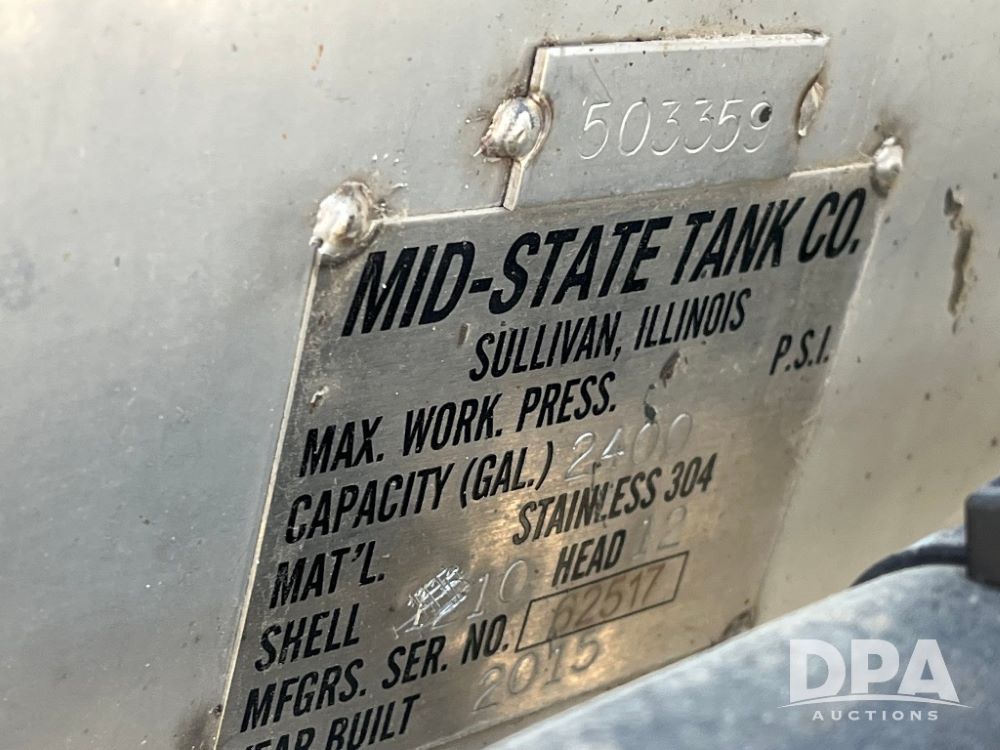 503359
MID-STATE TANK CO.
SULLIVAN, ILLINOIS
MAX. WORK. PRESS. P.S.I.
CAPACITY (GAL.) 2400
MAT'L. STAINLESS 304
SHELL 10 HEAD 12
MFGRS. SER. NO. 62517
YEAR BUILT 2015
DPA
AUCTIONS